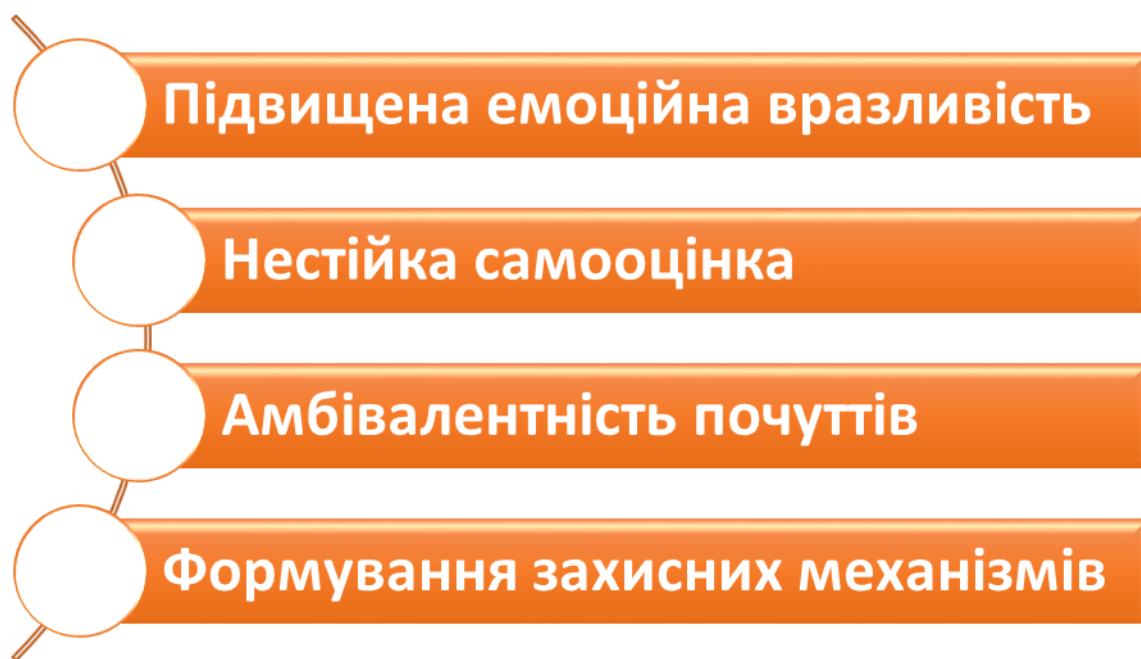 Підвищена емоційна вразливість
Нестійка самооцінка
Амбівалентність почуттів
Формування захисних механізмів